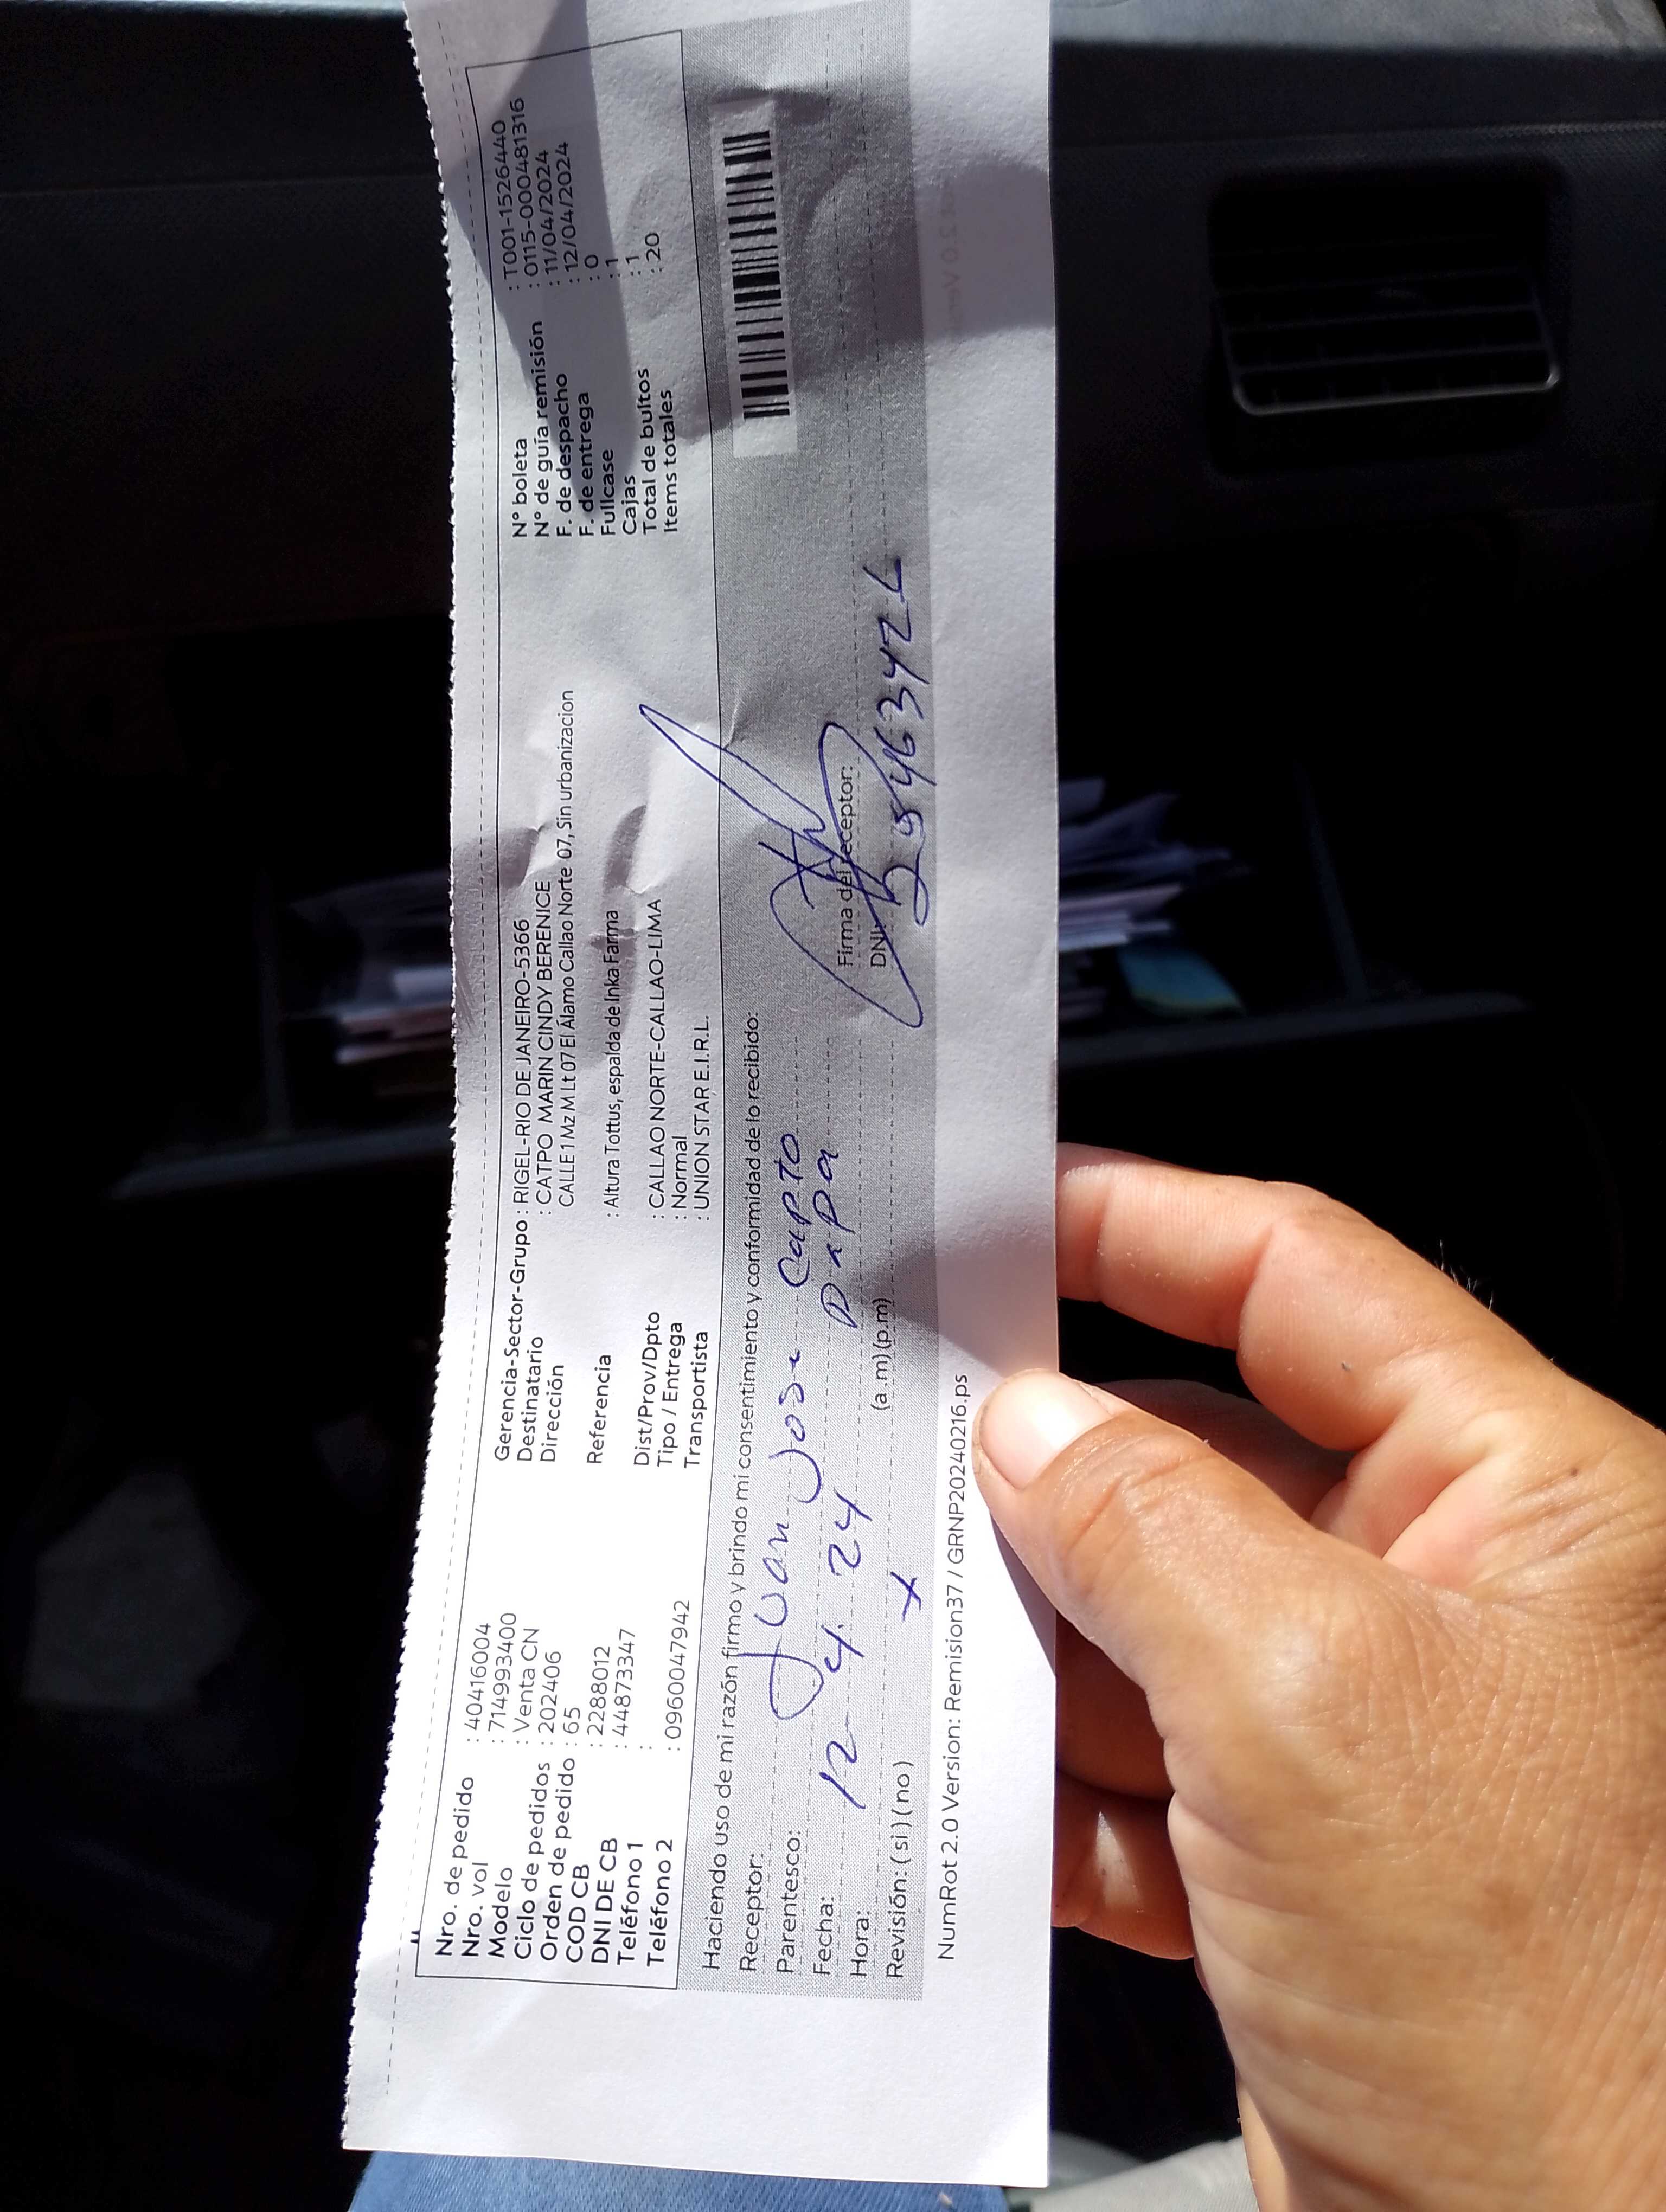 Nro. de pedido : 40416004
Nro. vol : 714993400
Modelo : Venta CN
Ciclo de pedidos : 202406
Orden de pedido : 65
COD CB : 2288012
DNI DE CB : 44873347
Teléfono 1 :
Teléfono 2 : 0960047942
Gerencia-Sector-Grupo : RIGEL-RIO DE JANEIRO-5366
Destinatario : CATPO MARIN CINDY BERENICE
Dirección CALLE 1 Mz M Lt 07 El Álamo Callao Norte 07, Sin urbanizacion
Referencia : Altura Tottus, espalda de Inka Farma
Dist/Prov/Dpto : CALLAO NORTE-CALLAO-LIMA
Tipo / Entrega : Normal
Transportista : UNION STAR E.I.R.L.
N° boleta : T001-1526440
N° de guía remisión : 0115-0000481316
F. de despacho : 11/04/2024
F. de entrega : 12/04/2024
Fullcase : 0
Cajas : 1
Total de bultos : 1
Items totales : 20
Haciendo uso de mi razón firmo y brindo mi consentimiento y conformidad de lo recibido:
Receptor: Juan Jose Capto
Parentesco: Papa
Fecha: 12 4. 24
Hora: (a.m) (p.m)
Revisión: ( si ) ( no ) x
Firma del receptor:
DNI:
NumRot 2.0 Version: Remision37 / GRNP20240216.ps